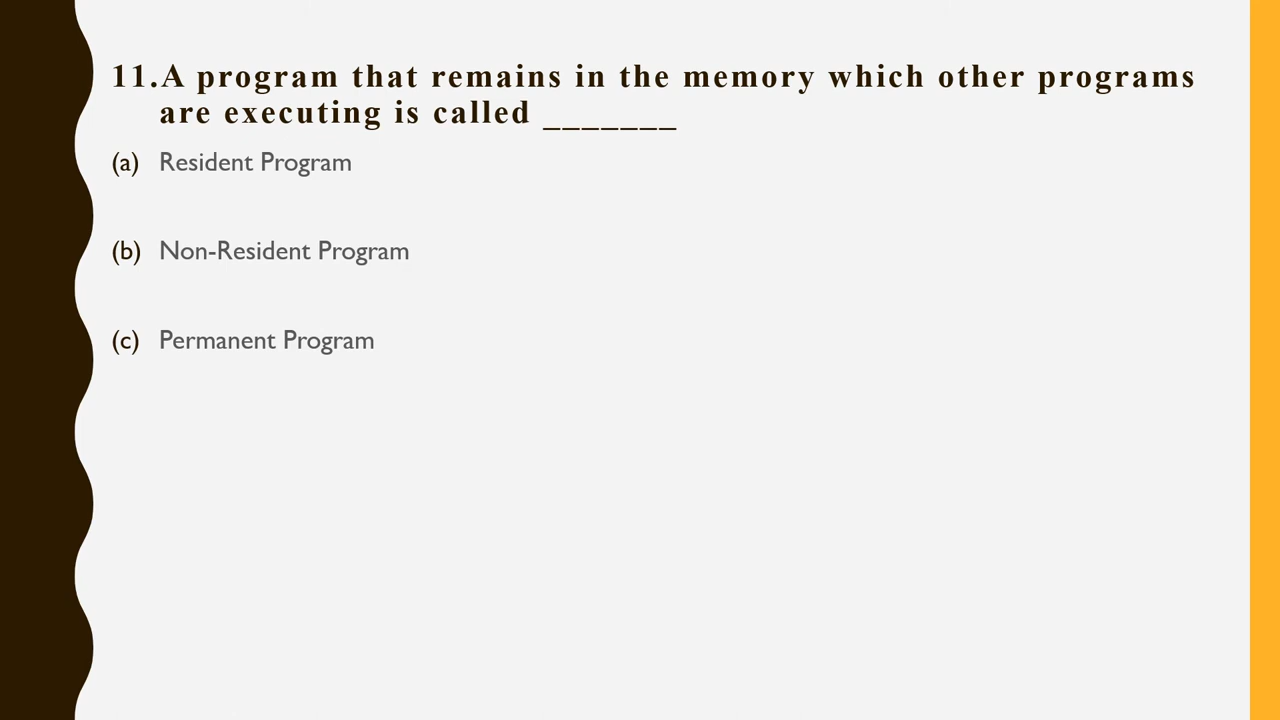 11.A program that remains in the memory which other programs
are executing is called _______
(a) Resident Program
(b) Non-Resident Program
(c) Permanent Program